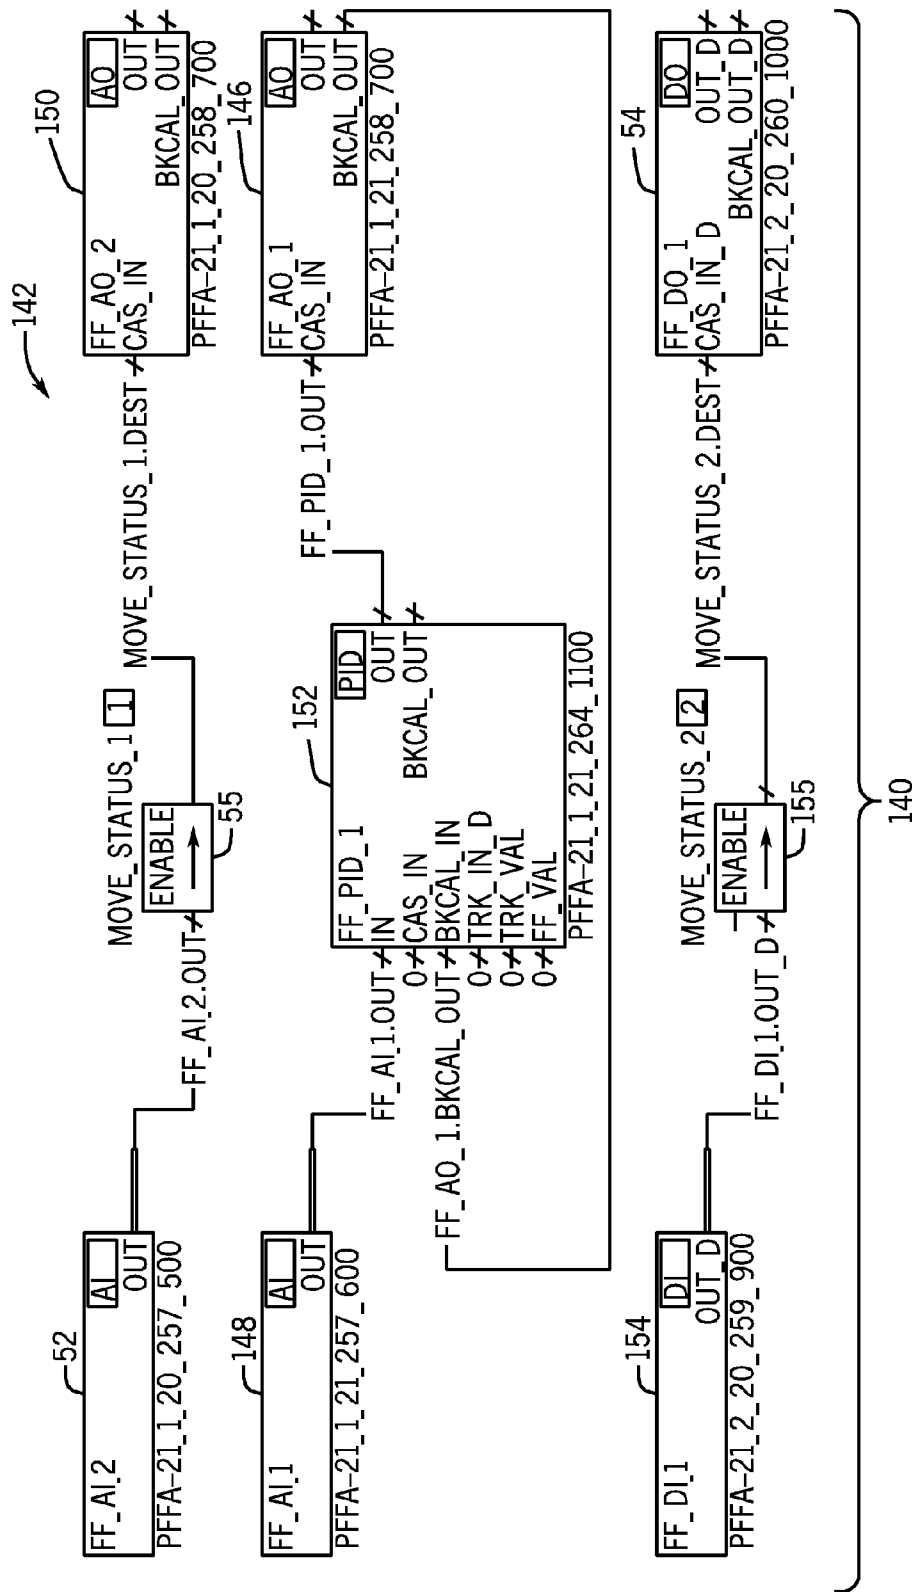 142
FF_AI_2
AI
OUT
PFFA-21_1_20_257_500
52
FF_AI_2.OUT
MOVE_STATUS_1 1
ENABLE
55
MOVE_STATUS_1.DEST
FF_AO_2
AO
CAS_IN
OUT
BKCAL_OUT
PFFA-21_1_20_258_700
150
FF_AI_1
AI
OUT
PFFA-21_1_21_257_600
148
FF_AI_1.OUT
FF_PID_1
PID
IN
OUT
0 CAS_IN
BKCAL_OUT
FF_AO_1.BKCAL_OUT BKCAL_IN
0 TRK_IN_D
0 TRK_VAL
0 FF_VAL
PFFA-21_1_21_264_1100
152
FF_PID_1.OUT
FF_AO_1
AO
CAS_IN
OUT
BKCAL_OUT
PFFA-21_1_21_258_700
146
FF_DI_1
DI
OUT_D
PFFA-21_2_20_259_900
154
FF_DI_1.OUT_D
MOVE_STATUS_2 2
ENABLE
155
MOVE_STATUS_2.DEST
FF_DO_1
DO
CAS_IN_D
OUT_D
BKCAL_OUT_D
PFFA-21_2_20_260_1000
54
140